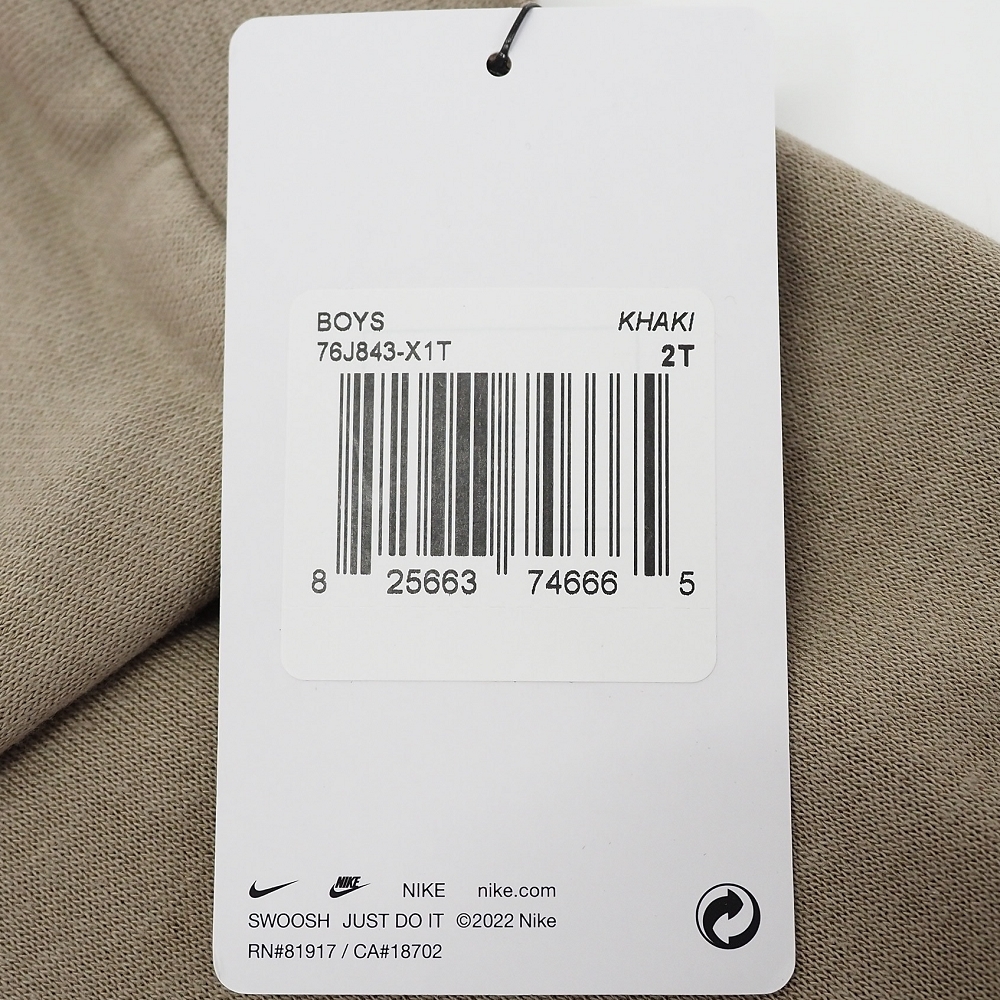 BOYS KHAKI
76J843-X1T 2T
8 25663 74666 5
NIKE NIKE nike.com
SWOOSH JUST DO IT ©2022 Nike
RN#81917 / CA#18702